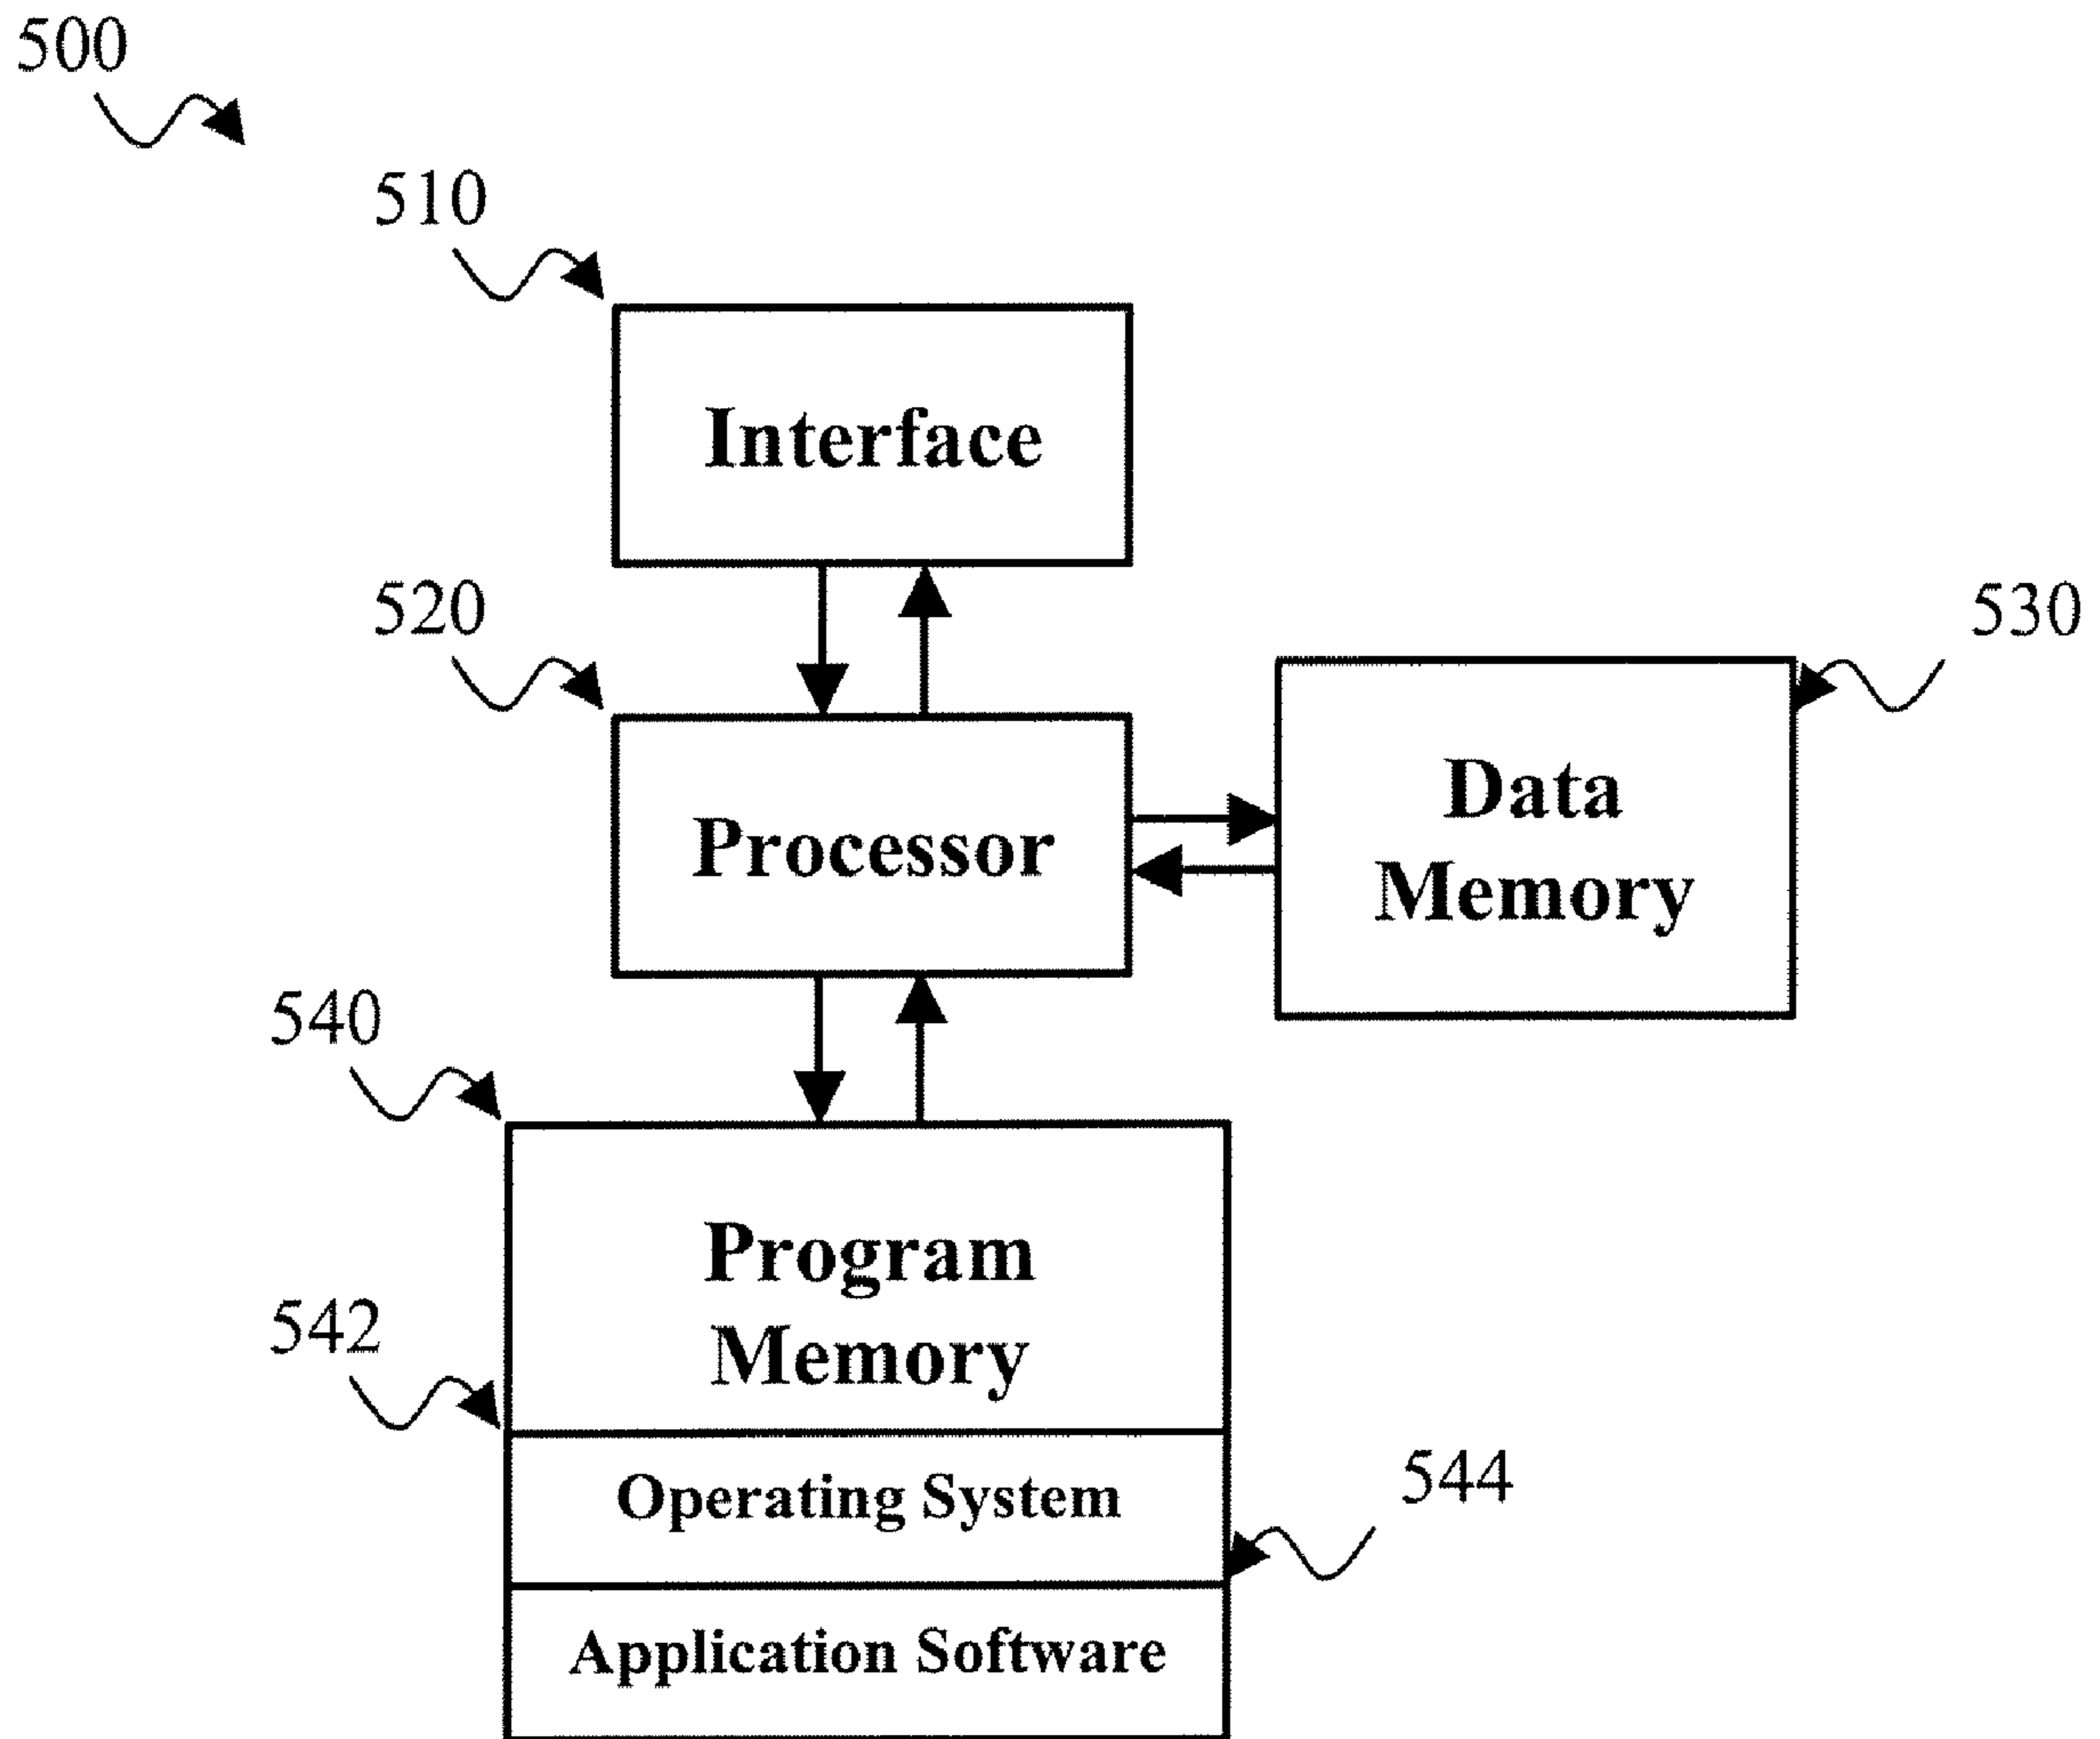 500
510
Interface
520
530
Processor
Data
Memory
540
Program
Memory
542
Operating System
544
Application Software